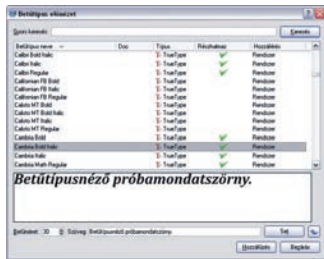 Betűtípus előnézet
Gyors keresés: Keresés
Betűtípus neve Doc Típus Részhalmaz Hozzáférés
Calibri Bold Italic TrueType Rendszer
Calibri Italic TrueType Rendszer
Calibri Regular TrueType Rendszer
Californian FB Bold TrueType Rendszer
Californian FB Italic TrueType Rendszer
Californian FB Regular TrueType Rendszer
Calisto MT Bold TrueType Rendszer
Calisto MT Bold Italic TrueType Rendszer
Calisto MT Italic TrueType Rendszer
Calisto MT Regular TrueType Rendszer
Cambria Bold TrueType Rendszer
Cambria Bold Italic TrueType Rendszer
Cambria Italic TrueType Rendszer
Cambria Math Regular TrueType Rendszer
Betűtípusnéző próbamondatszörny.
Betűméret: 30 Szöveg: Betűtípusnéző próbamondatszörny.
Hozzáfűzés Bezárás